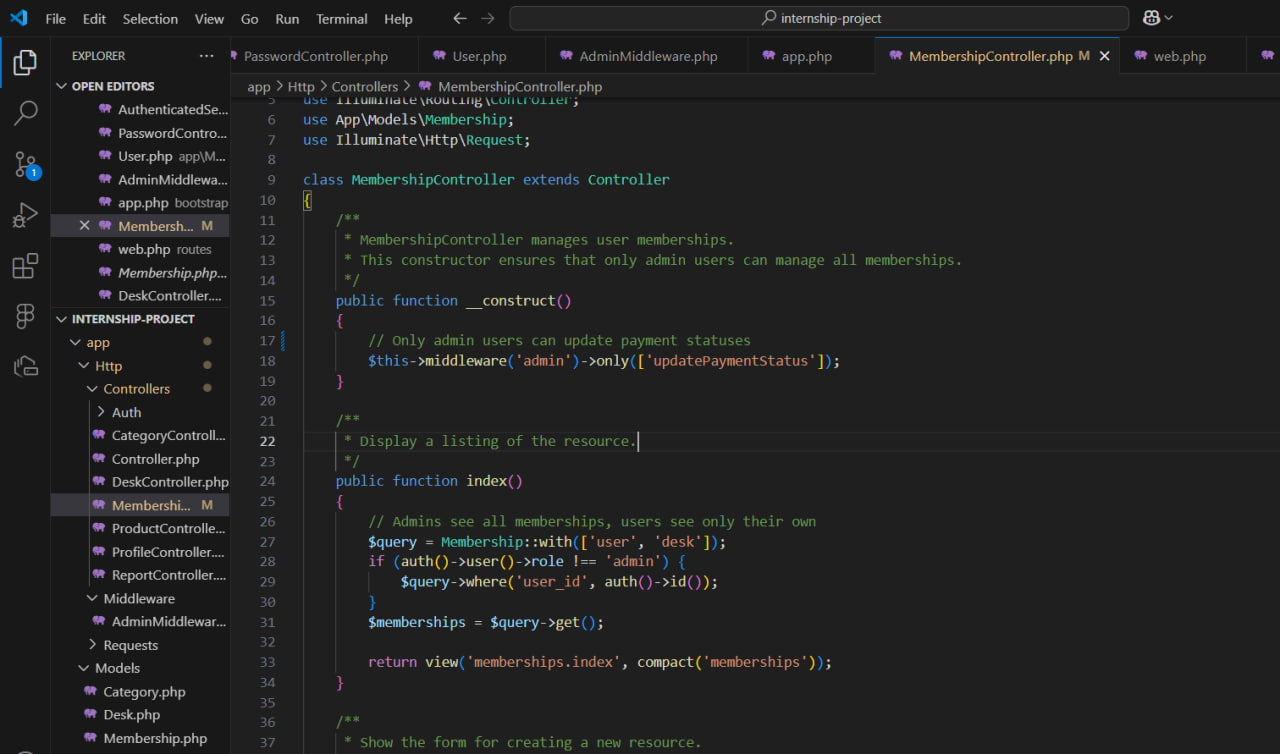 File Edit Selection View Go Run Terminal Help
internship-project
EXPLORER
PasswordController.php
User.php
AdminMiddleware.php
app.php
MembershipController.php M
web.php
OPEN EDITORS
AuthenticatedSe...
PasswordContro...
User.php app\M...
AdminMiddlewa...
app.php bootstrap
Membersh... M
web.php routes
Membership.php...
DeskController....
INTERNSHIP-PROJECT
app
Http
Controllers
Auth
CategoryControll...
Controller.php
DeskController.php
Membershi... M
ProductControlle...
ProfileController....
ReportController....
Middleware
AdminMiddlewar...
Requests
Models
Category.php
Desk.php
Membership.php
1
app > Http > Controllers > MembershipController.php
5 use Illuminate\Routing\Controller;
6 use App\Models\Membership;
7 use Illuminate\Http\Request;
8
9 class MembershipController extends Controller
10 {
11 /**
12 * MembershipController manages user memberships.
13 * This constructor ensures that only admin users can manage all memberships.
14 */
15 public function __construct()
16 {
17 // Only admin users can update payment statuses
18 $this->middleware('admin')->only(['updatePaymentStatus']);
19 }
20
21 /**
22 * Display a listing of the resource.
23 */
24 public function index()
25 {
26 // Admins see all memberships, users see only their own
27 $query = Membership::with(['user', 'desk']);
28 if (auth()->user()->role !== 'admin') {
29 $query->where('user_id', auth()->id());
30 }
31 $memberships = $query->get();
32
33 return view('memberships.index', compact('memberships'));
34 }
35
36 /**
37 * Show the form for creating a new resource.